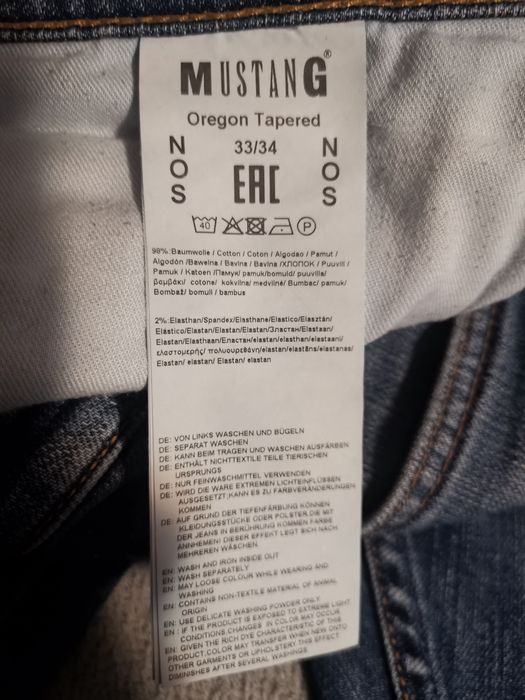 MUSTANG®
Oregon Tapered
NOS 33/34 NOS
EAC
40 P
98%:Baumwolle / Cotton / Coton / Algodao / Pamut /
Algodón /Baweina / Bavlna / Bavlna /ХЛОПОК / Puuvill /
Pamuk / Katoen /Памук/ pamuk/bomuld/ puuvilla/
βαμβάκι/ cotone/ kokvilna/ medvilnė/ Bumbac/ pamuk/
Bombaž/ bomull / bambus
2%:Elasthan/Spandex/Elasthane/Elastico/Elasztán/
Elástico/Elastan/Elastan/Elastan/Эластан/Elastaan/
Elastan/Elasthaan/Еластан/elastan/elasthan/elastaani/
ελαστομερής/ πολυουρεθάνη/elastan/elastāns/elastanas/
Elastan/ elastan/ Elastan/ elastan
DE: VON LINKS WASCHEN UND BÜGELN
DE: SEPARAT WASCHEN
DE: KANN BEIM TRAGEN UND WASCHEN AUSFÄRBEN
DE: ENTHÄLT NICHTTEXTILE TEILE TIERISCHEN
URSPRUNGS
DE: NUR FEINWASCHMITTEL VERWENDEN
DE: WIRD DIE WARE EXTREMEN LICHTEINFLÜSSEN
AUSGESETZT,KANN ES ZU FARBVERÄNDERUNGEN
KOMMEN
DE: AUF GRUND DER TIEFENFÄRBUNG KÖNNEN
KLEIDUNGSSTÜCKE ODER POLSTER,DIE MIT
DER JEANS IN BERÜHRUNG KOMMEN FARBE
ANNHEMEN! DIESER EFFEKT LEGT SICH NACH
MEHREREN WÄSCHEN.
EN: WASH AND IRON INSIDE OUT
EN: WASH SEPARATELY
EN: MAY LOOSE COLOUR WHILE WEARING AND
WASHING
EN: CONTAINS NON-TEXTILE MATERIAL OF ANIMAL
ORIGIN
EN: USE DELICATE WASHING POWDER ONLY
EN : IF THE PRODUCT IS EXPOSED TO EXTREME LIGHT
CONDITIONS,CHANGES IN COLOR MAY OCCUR
EN: GIVEN THE RICH DYE CHARACTERISTIC OF THIS
PRODUCT,COLOR MAY TRANSFER WHEN NEW ONTO
OTHER GARMENTS OR UPHOLSTERY THIS EFFECT
DIMINISHES AFTER SEVERAL WASHINGS